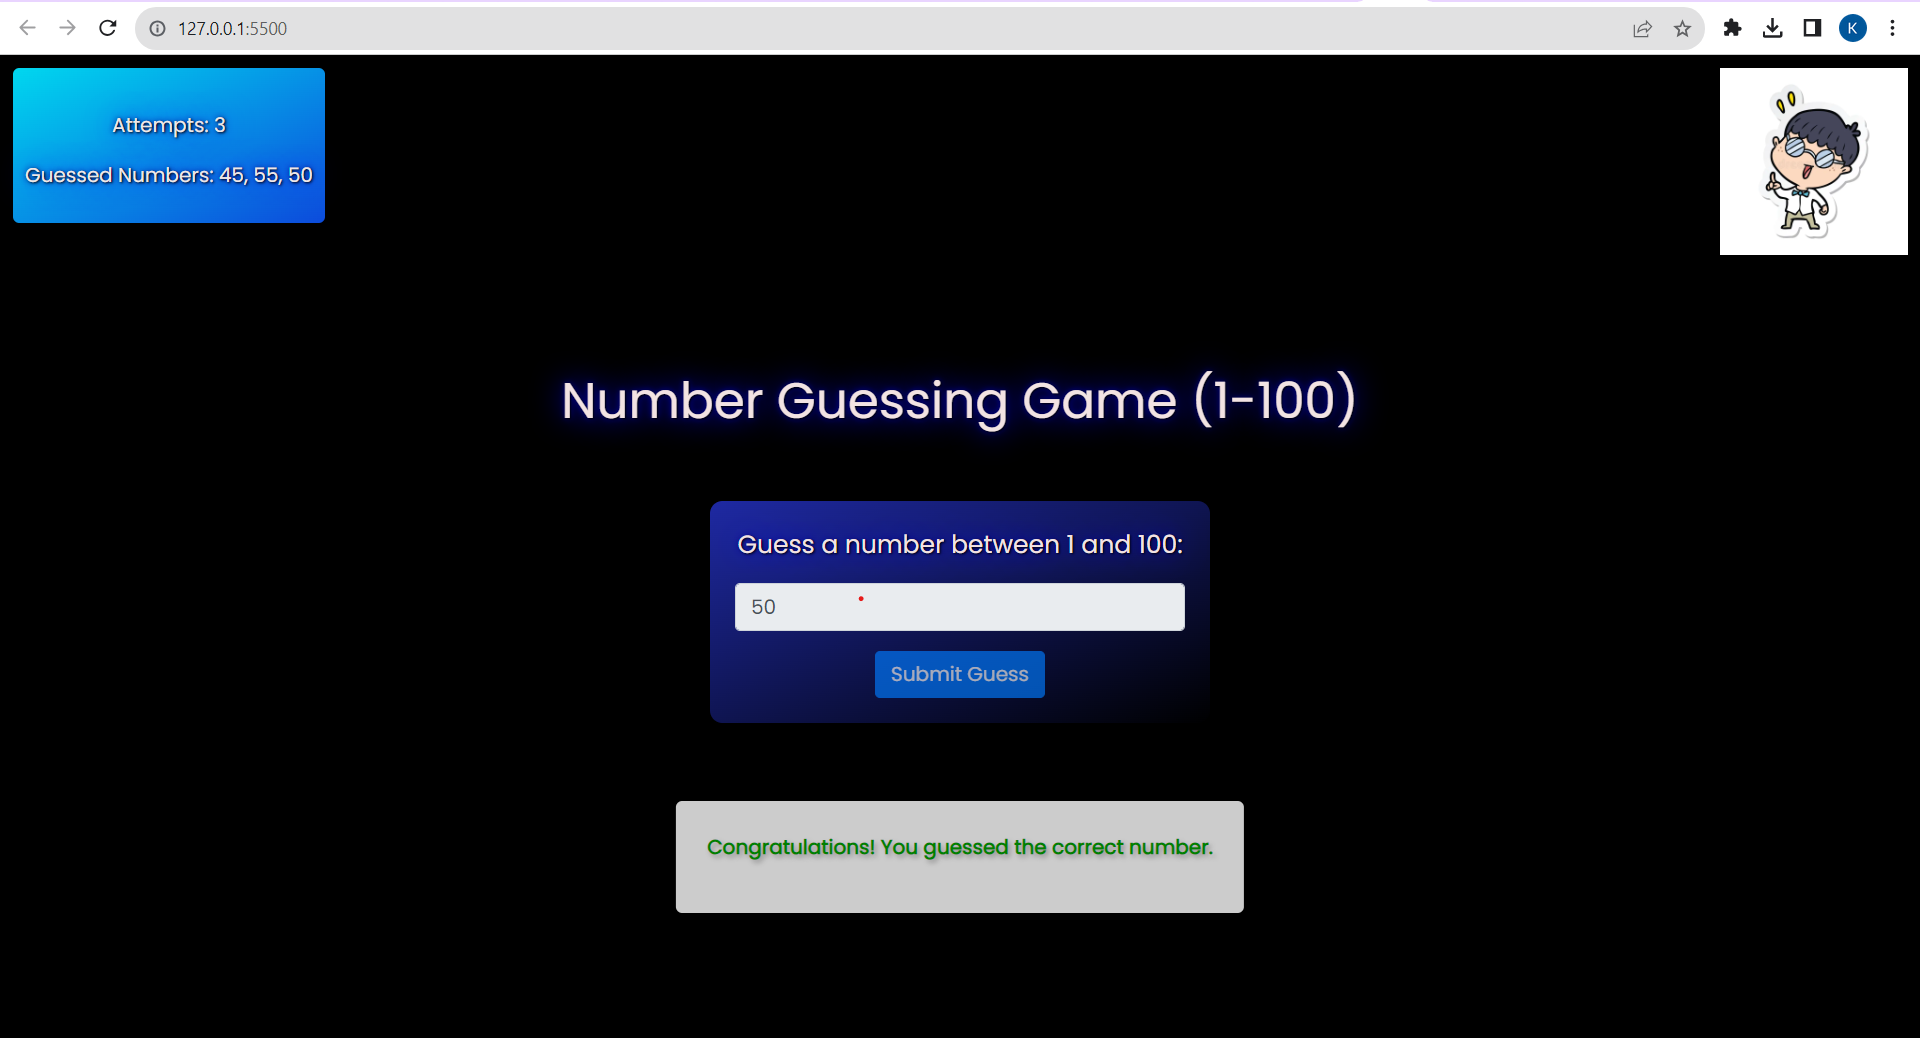 127.0.0.1:5500
K
Attempts: 3
Guessed Numbers: 45, 55, 50
Number Guessing Game (1-100)
Guess a number between 1 and 100:
50
Submit Guess
Congratulations! You guessed the correct number.